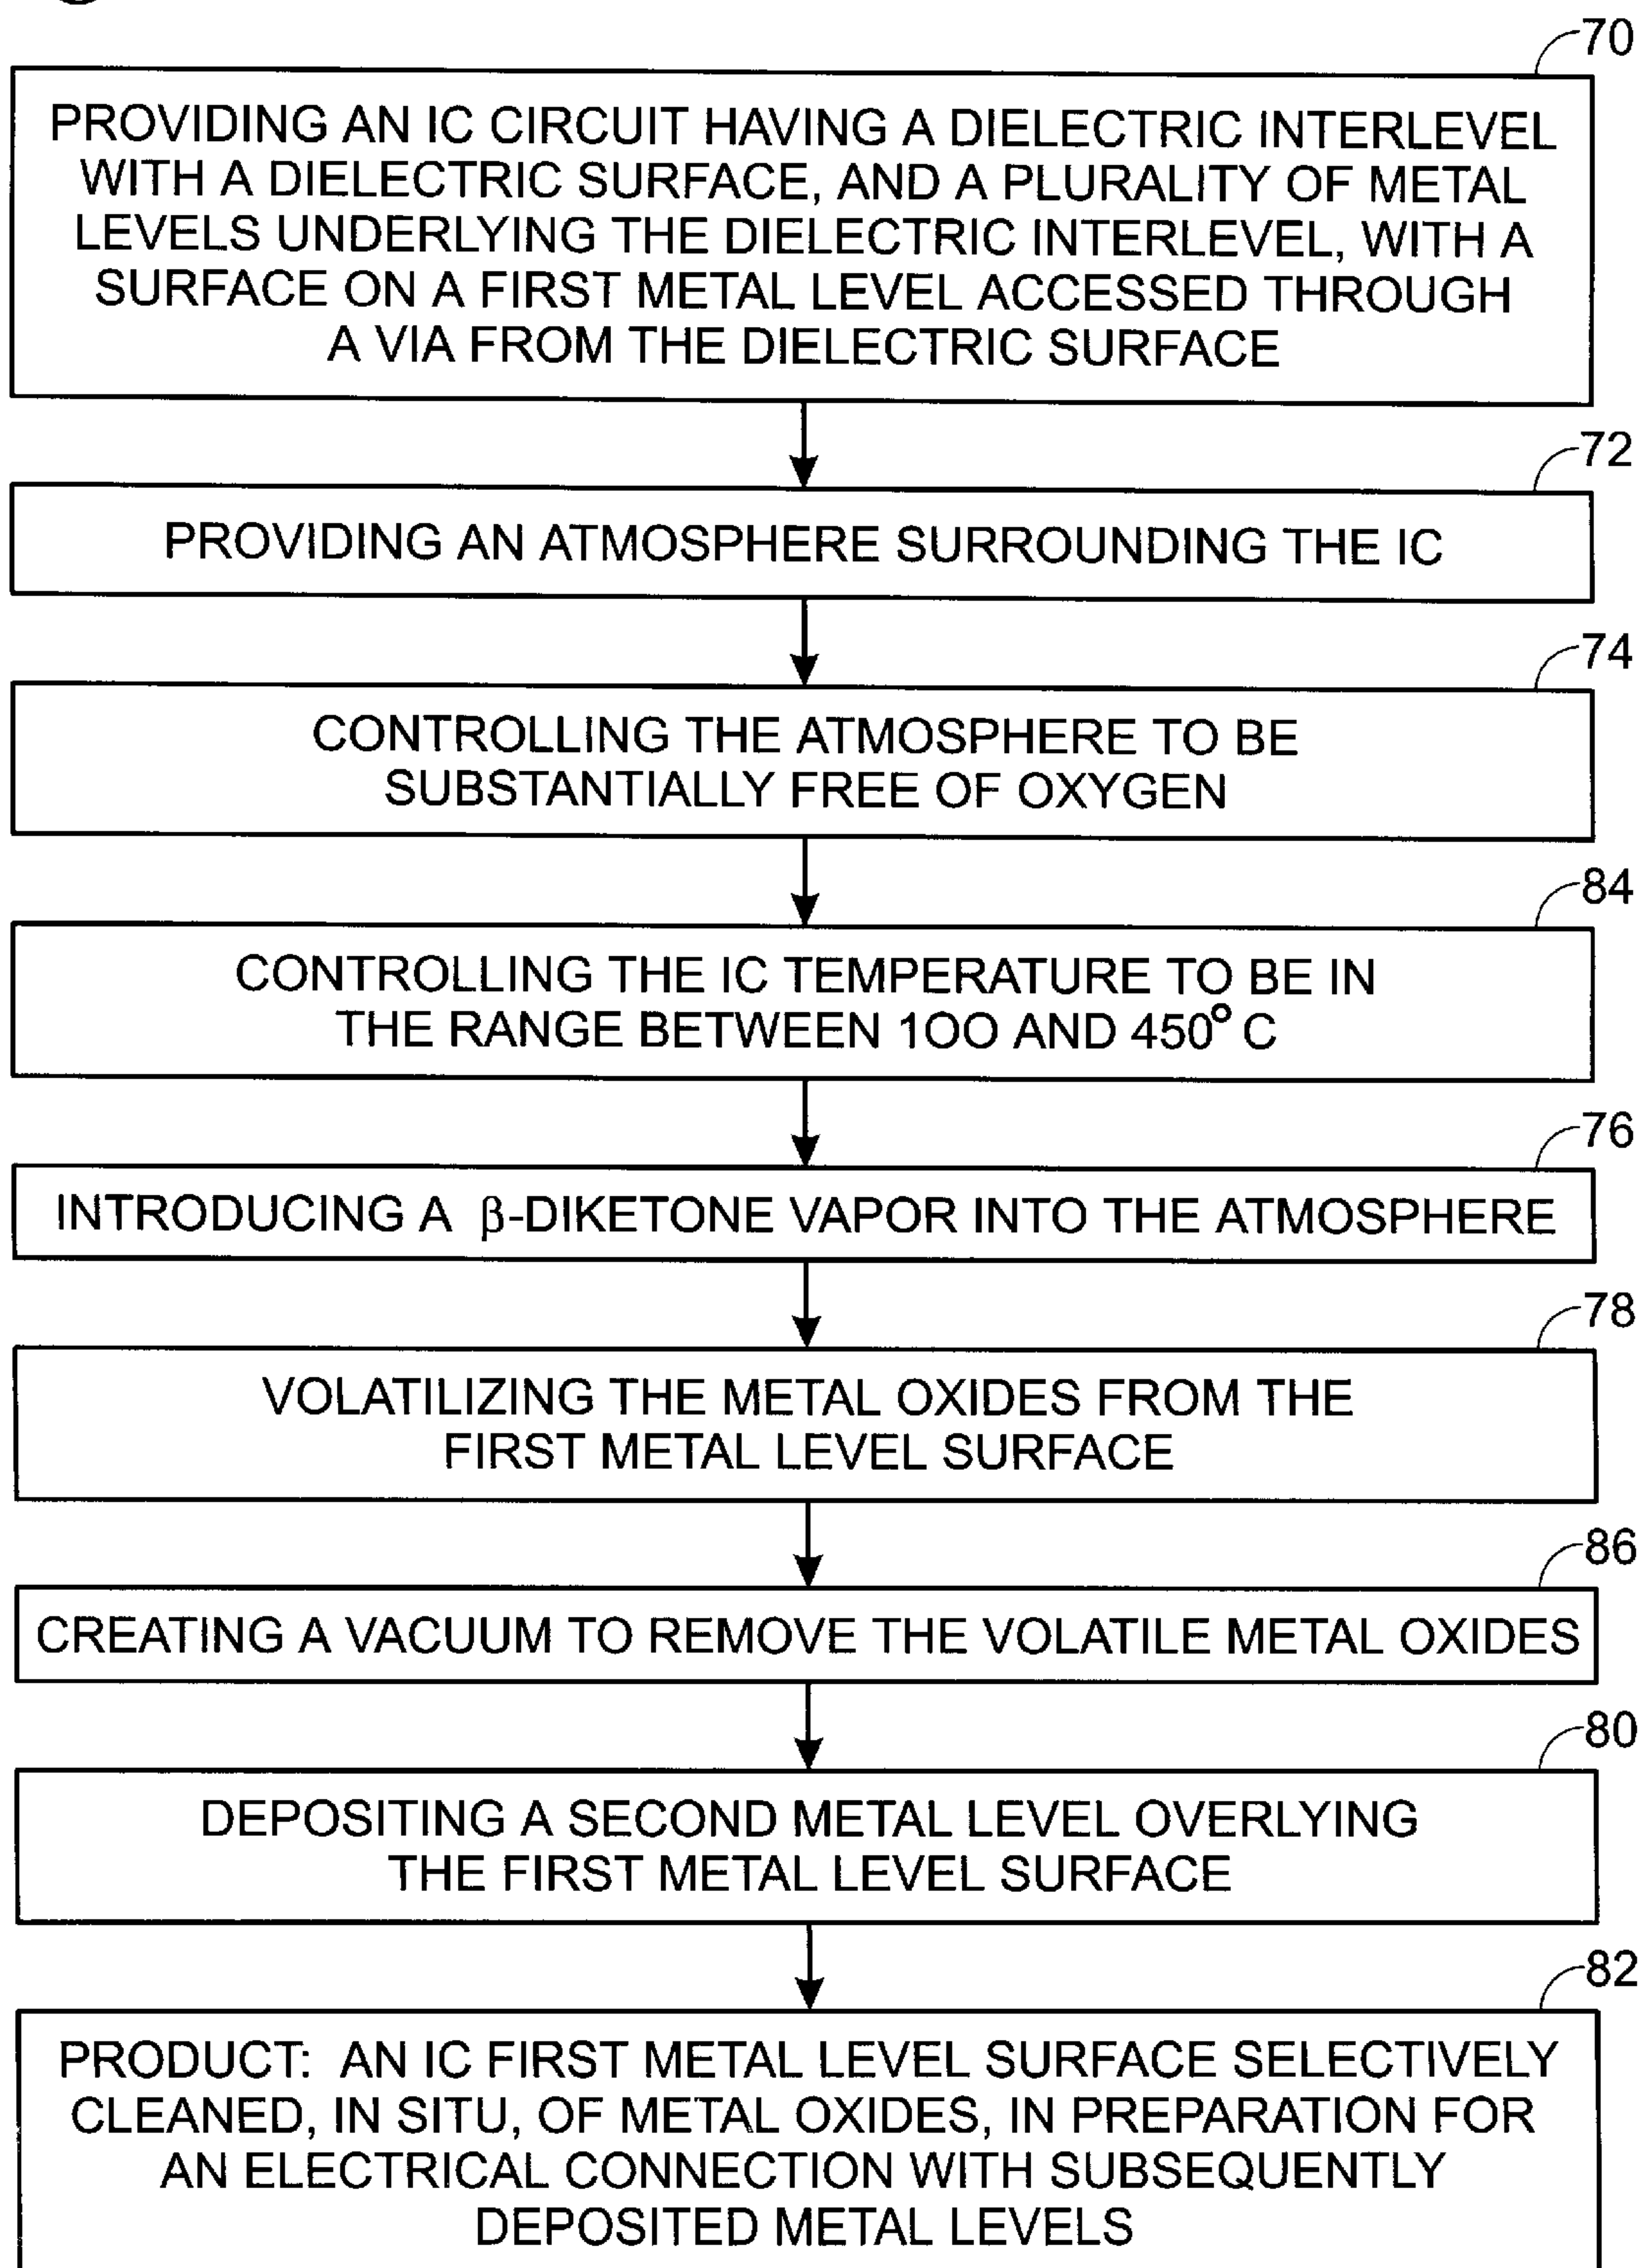 70
PROVIDING AN IC CIRCUIT HAVING A DIELECTRIC INTERLEVEL
WITH A DIELECTRIC SURFACE, AND A PLURALITY OF METAL
LEVELS UNDERLYING THE DIELECTRIC INTERLEVEL, WITH A
SURFACE ON A FIRST METAL LEVEL ACCESSED THROUGH
A VIA FROM THE DIELECTRIC SURFACE
72
PROVIDING AN ATMOSPHERE SURROUNDING THE IC
74
CONTROLLING THE ATMOSPHERE TO BE
SUBSTANTIALLY FREE OF OXYGEN
84
CONTROLLING THE IC TEMPERATURE TO BE IN
THE RANGE BETWEEN 100 AND 450° C
76
INTRODUCING A β-DIKETONE VAPOR INTO THE ATMOSPHERE
78
VOLATILIZING THE METAL OXIDES FROM THE
FIRST METAL LEVEL SURFACE
86
CREATING A VACUUM TO REMOVE THE VOLATILE METAL OXIDES
80
DEPOSITING A SECOND METAL LEVEL OVERLYING
THE FIRST METAL LEVEL SURFACE
82
PRODUCT: AN IC FIRST METAL LEVEL SURFACE SELECTIVELY
CLEANED, IN SITU, OF METAL OXIDES, IN PREPARATION FOR
AN ELECTRICAL CONNECTION WITH SUBSEQUENTLY
DEPOSITED METAL LEVELS